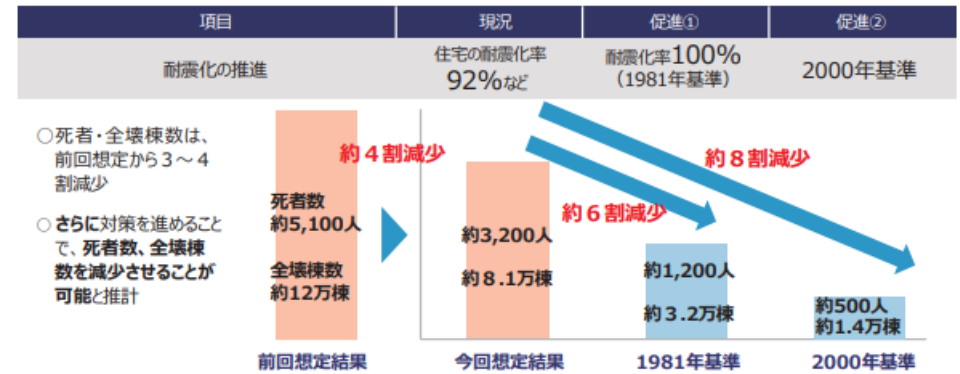 項目 現況 促進① 促進②
耐震化の推進
住宅の耐震化率
92%など
耐震化率100%
（1981年基準）
2000年基準
○死者・全壊棟数は、
前回想定から３～４
割減少
○さらに対策を進めること
で、死者数、全壊棟
数を減少させることが
可能と推計
約４割減少
約６割減少
約８割減少
死者数
約5,100人
全壊棟数
約12万棟
約3,200人
約８.1万棟
約1,200人
約３.2万棟
約500人
約1.4万棟
前回想定結果 今回想定結果 1981年基準 2000年基準